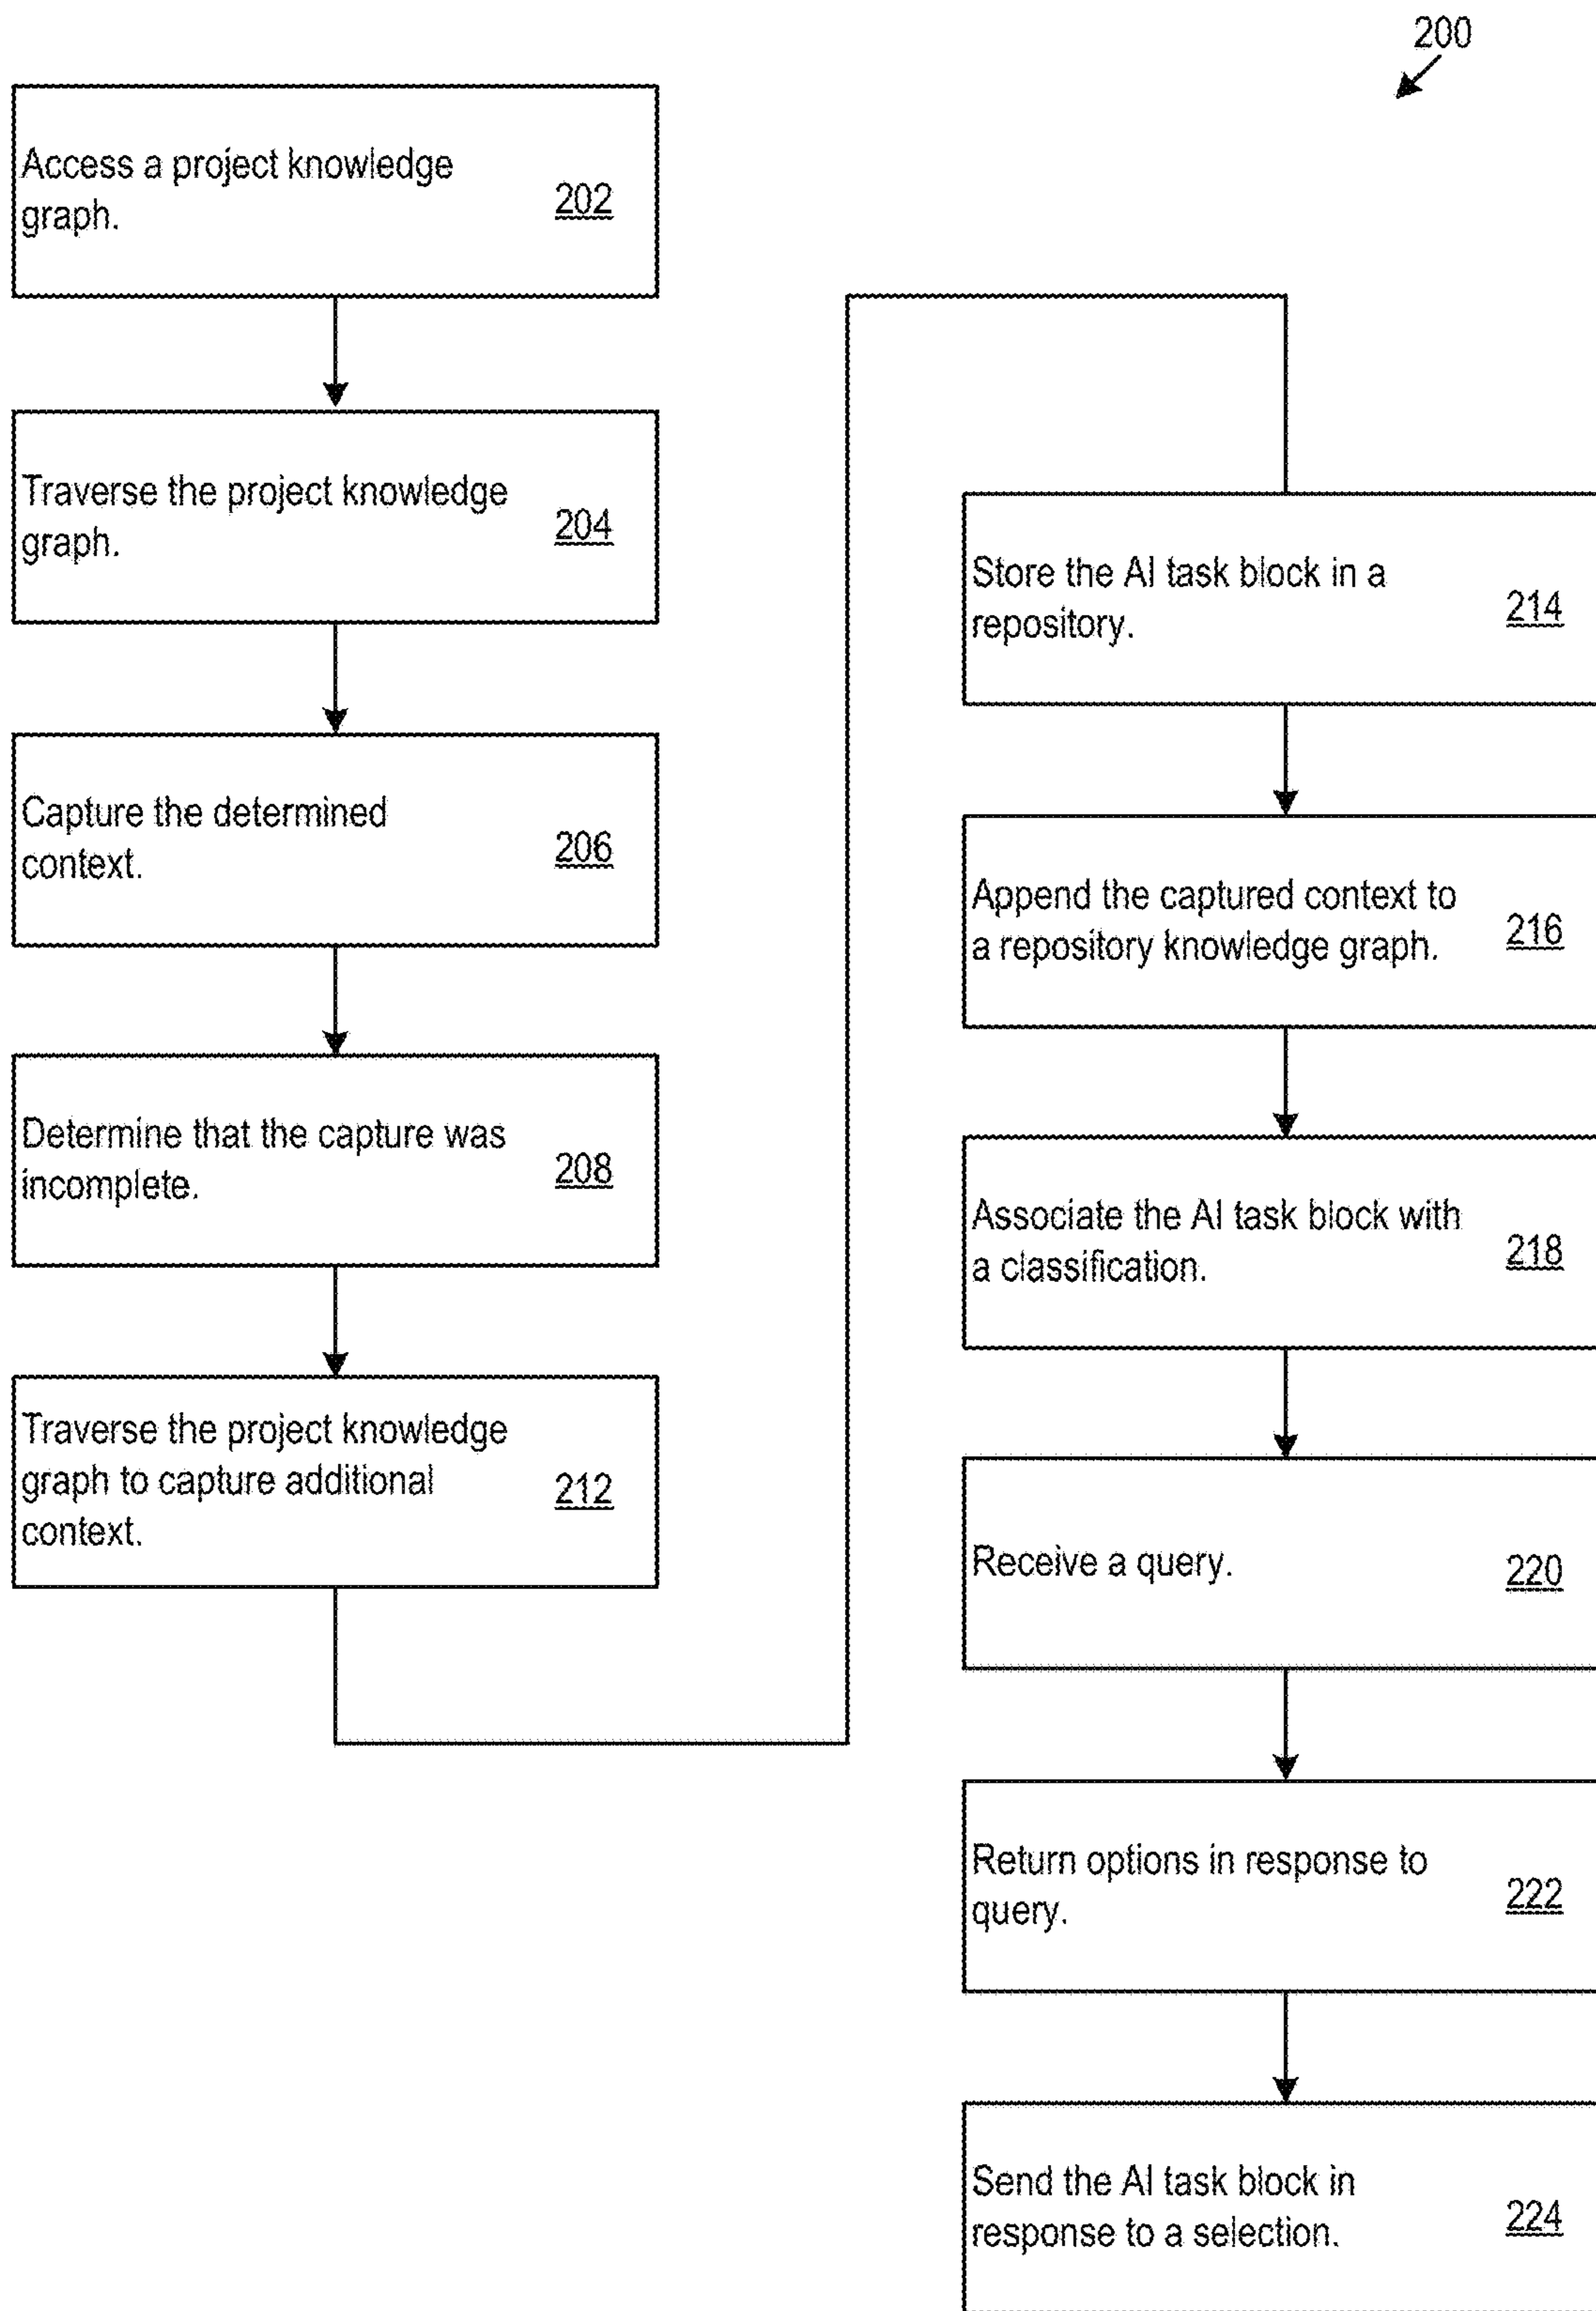 200
Access a project knowledge
graph.
202
Traverse the project knowledge
graph.
204
Capture the determined
context.
206
Determine that the capture was
incomplete.
208
Traverse the project knowledge
graph to capture additional
context.
212
Store the AI task block in a
repository.
214
Append the captured context to
a repository knowledge graph.
216
Associate the AI task block with
a classification.
218
Receive a query.
220
Return options in response to
query.
222
Send the AI task block in
response to a selection.
224